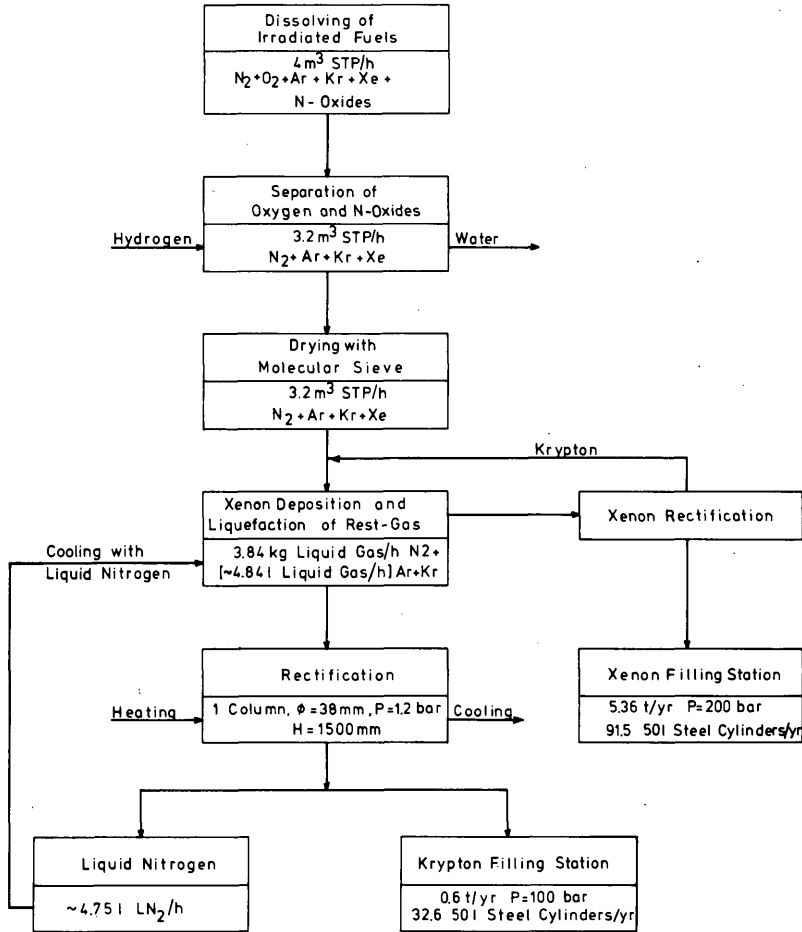 Dissolving of
Irradiated Fuels
4 m³ STP/h
N₂+O₂+Ar+Kr+Xe+
N-Oxides
Separation of
Oxygen and N-Oxides
Hydrogen
3.2 m³ STP/h
N₂+Ar+Kr+Xe
Water
Drying with
Molecular Sieve
3.2 m³ STP/h
N₂+Ar+Kr+Xe
Krypton
Xenon Deposition and
Liquefaction of Rest-Gas
Xenon Rectification
Cooling with
Liquid Nitrogen
3.84 kg Liquid Gas/h N2+
[~4.84 l Liquid Gas/h] Ar+Kr
Rectification
Heating
1 Column, φ=38mm, P=1.2 bar
H=1500mm
Cooling
Xenon Filling Station
5.36 t/yr P=200 bar
91.5 50l Steel Cylinders/yr
Liquid Nitrogen
~4.75 l LN₂/h
Krypton Filling Station
0.6 t/yr P=100 bar
32.6 50l Steel Cylinders/yr